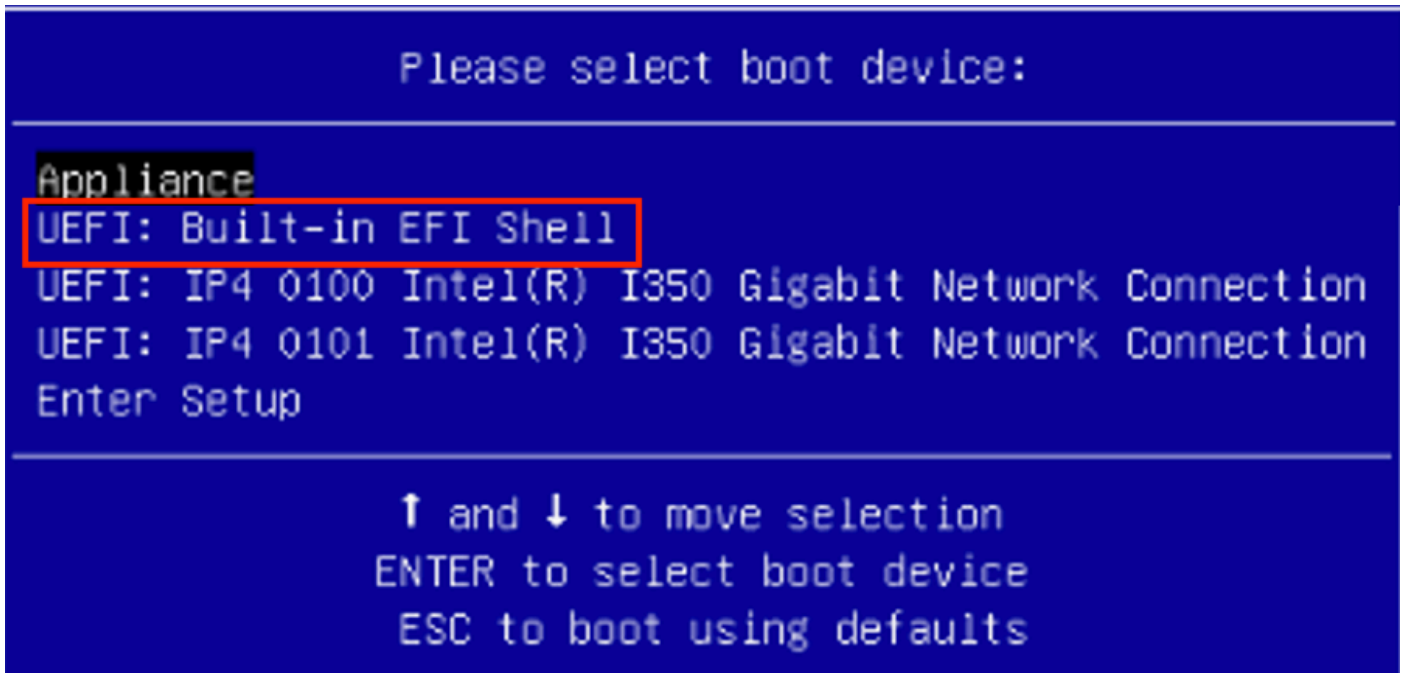 Please select boot device:
Appliance
UEFI: Built-in EFI Shell
UEFI: IP4 0100 Intel(R) I350 Gigabit Network Connection
UEFI: IP4 0101 Intel(R) I350 Gigabit Network Connection
Enter Setup
↑ and ↓ to move selection
ENTER to select boot device
ESC to boot using defaults